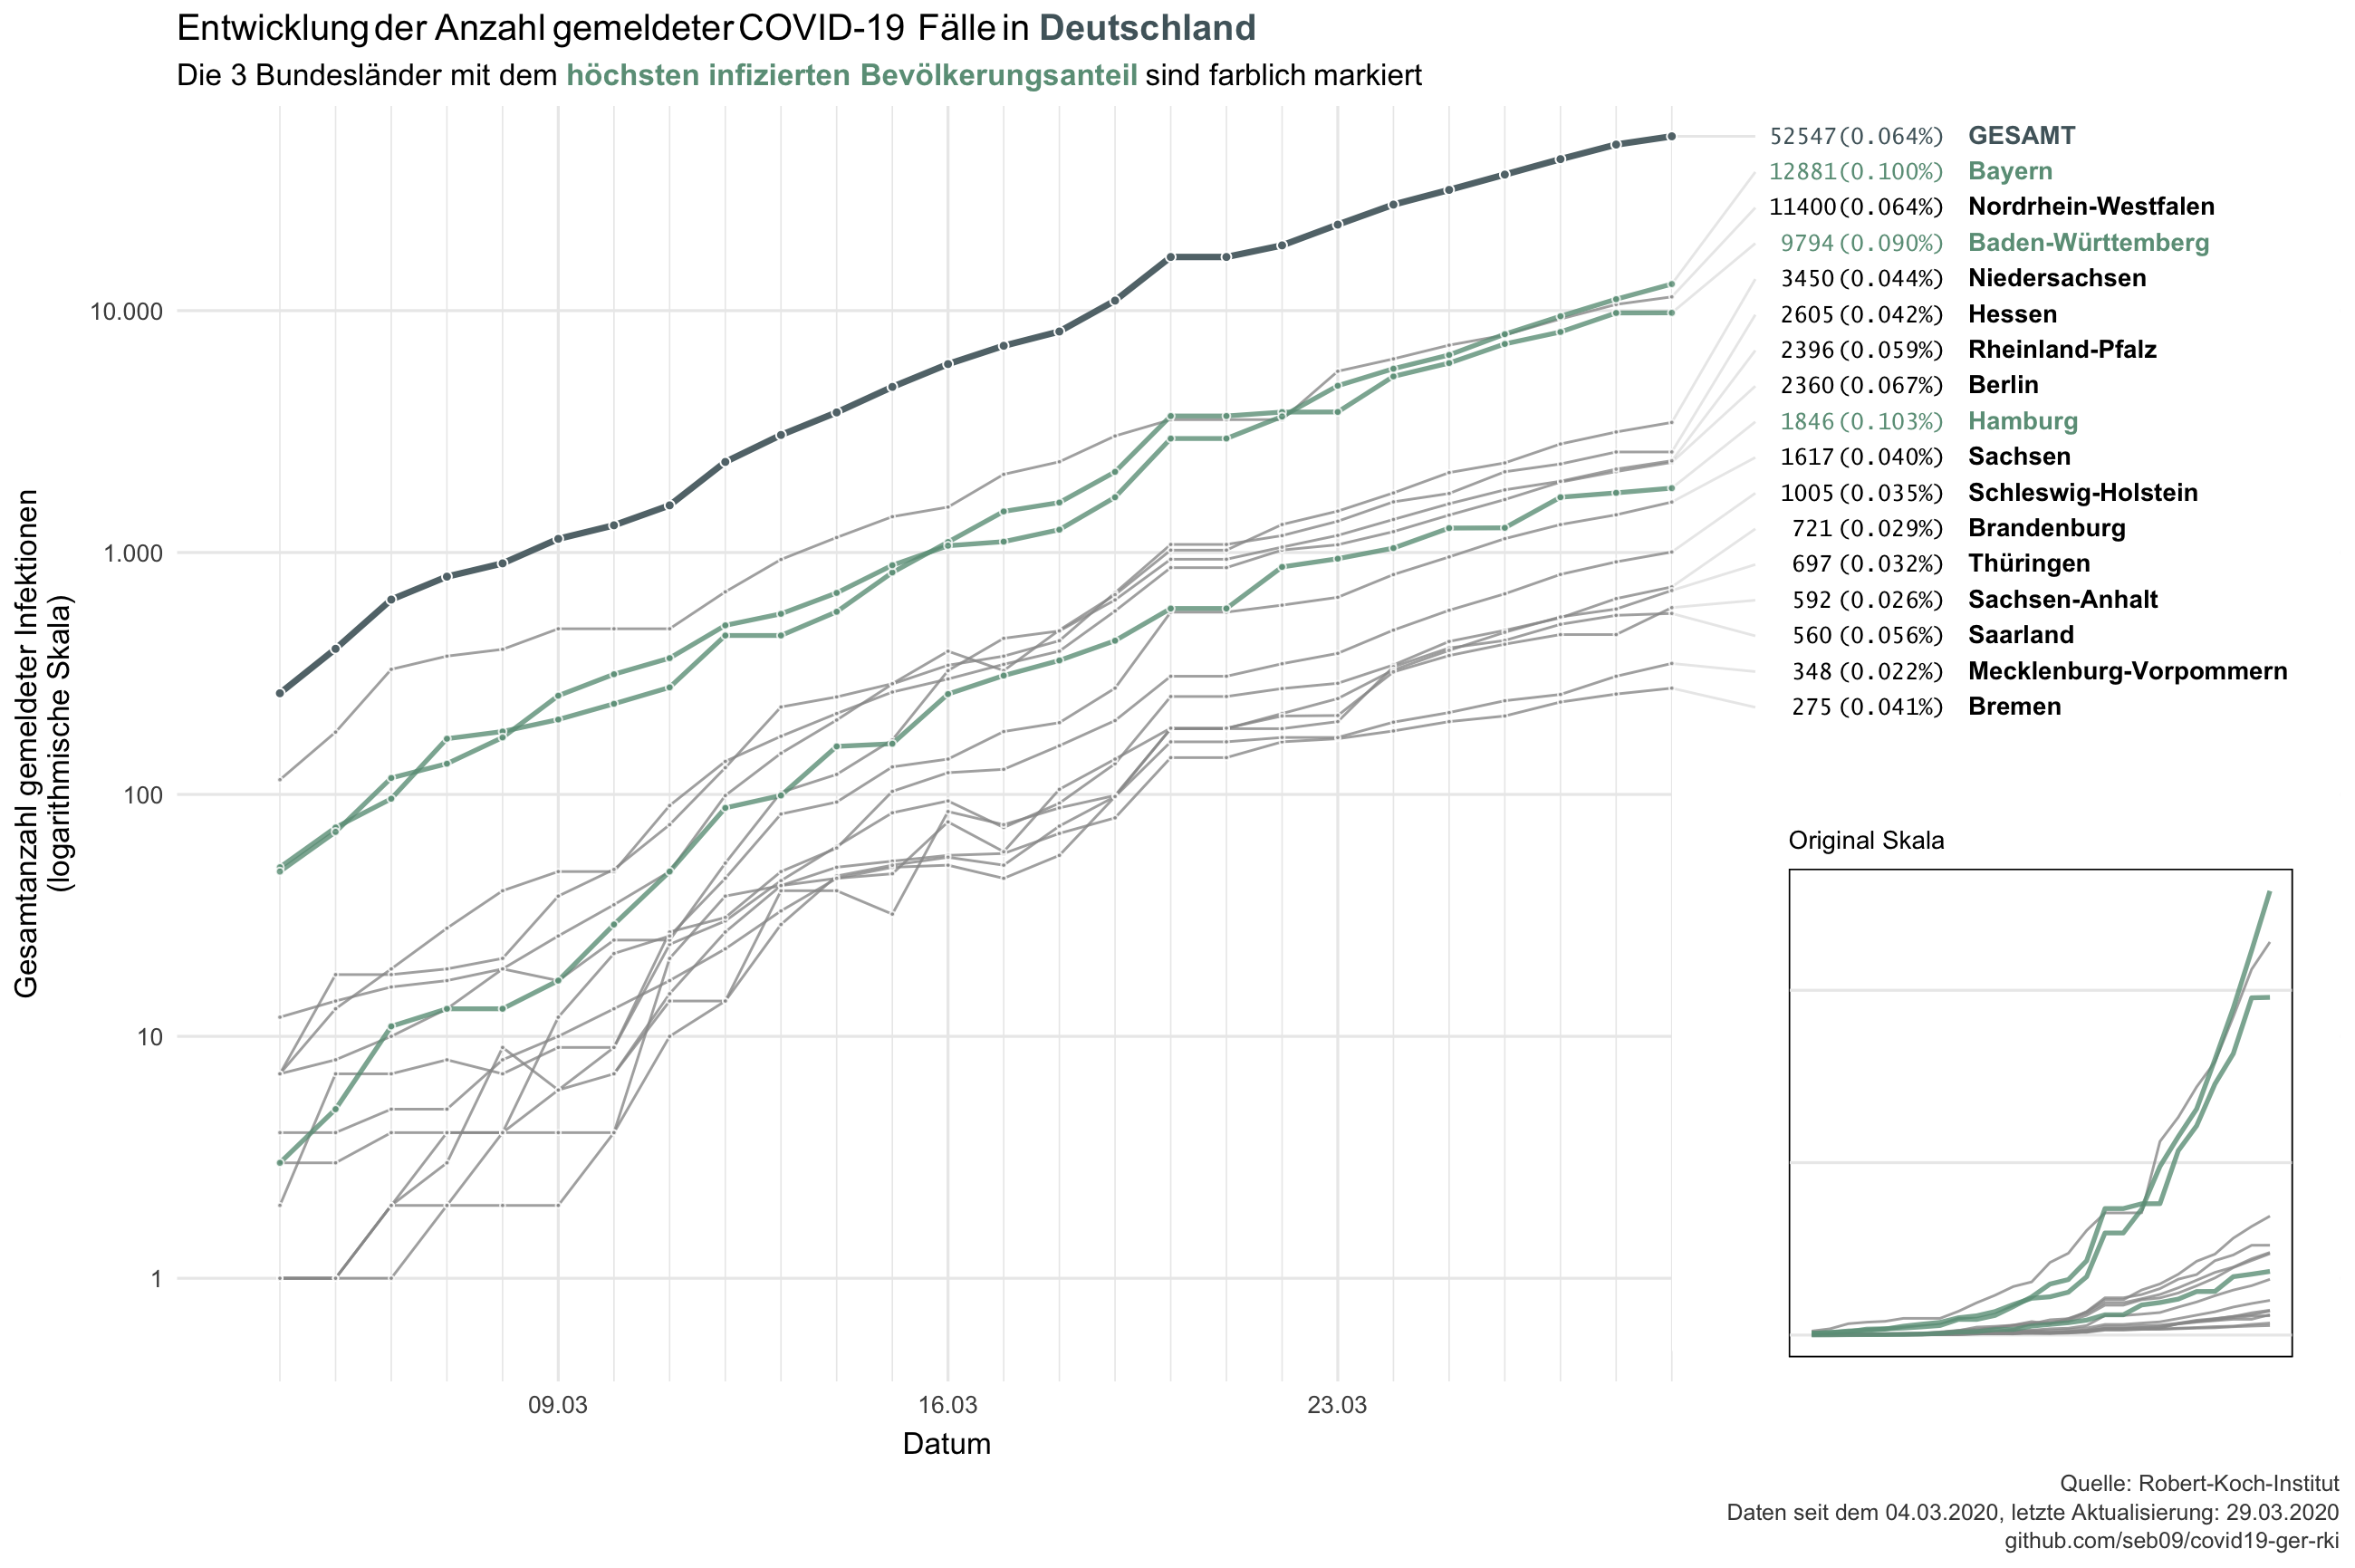 Entwicklung der Anzahl gemeldeter COVID-19 Fälle in Deutschland
Die 3 Bundesländer mit dem höchsten infizierten Bevölkerungsanteil sind farblich markiert
Gesamtanzahl gemeldeter Infektionen
(logarithmische Skala)
10.000
1.000
100
10
1
09.03
16.03
23.03
Datum
52547 (0.064%) GESAMT
12881 (0.100%) Bayern
11400 (0.064%) Nordrhein-Westfalen
9794 (0.090%) Baden-Württemberg
3450 (0.044%) Niedersachsen
2605 (0.042%) Hessen
2396 (0.059%) Rheinland-Pfalz
2360 (0.067%) Berlin
1846 (0.103%) Hamburg
1617 (0.040%) Sachsen
1005 (0.035%) Schleswig-Holstein
721 (0.029%) Brandenburg
697 (0.032%) Thüringen
592 (0.026%) Sachsen-Anhalt
560 (0.056%) Saarland
348 (0.022%) Mecklenburg-Vorpommern
275 (0.041%) Bremen
Original Skala
Quelle: Robert-Koch-Institut
Daten seit dem 04.03.2020, letzte Aktualisierung: 29.03.2020
github.com/seb09/covid19-ger-rki